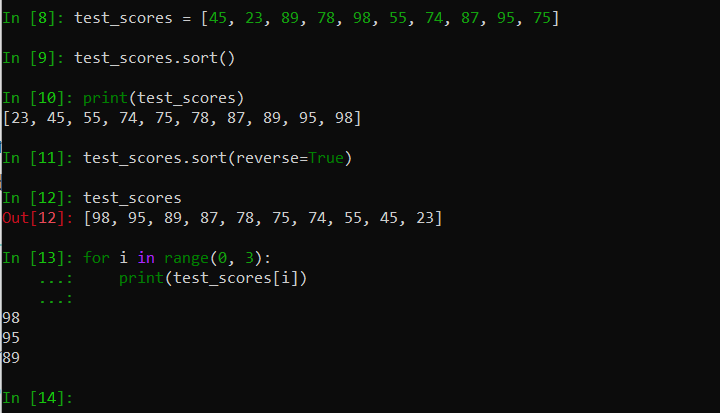 In [8]: test_scores = [45, 23, 89, 78, 98, 55, 74, 87, 95, 75]
In [9]: test_scores.sort()
In [10]: print(test_scores)
[23, 45, 55, 74, 75, 78, 87, 89, 95, 98]
In [11]: test_scores.sort(reverse=True)
In [12]: test_scores
Out[12]: [98, 95, 89, 87, 78, 75, 74, 55, 45, 23]
In [13]: for i in range(0, 3):
    ...:     print(test_scores[i])
    ...:
98
95
89
In [14]: